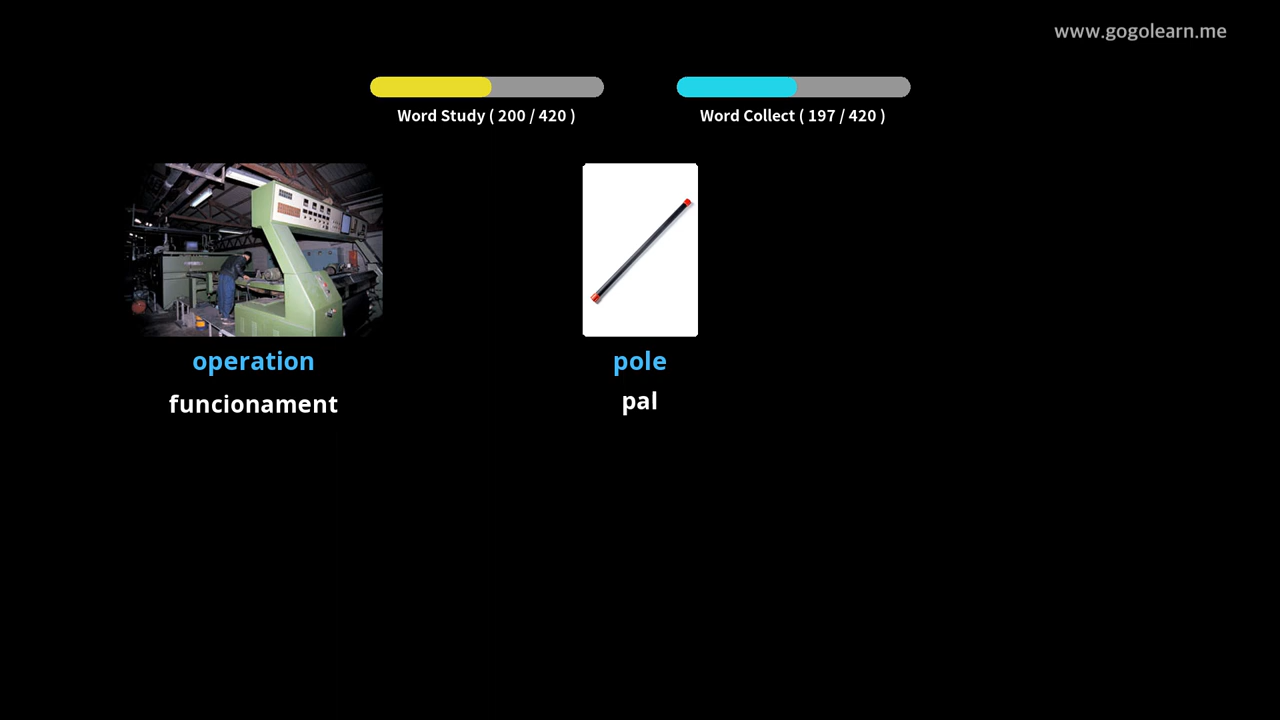 www.gogolearn.me
Word Study ( 200 / 420 )
Word Collect ( 197 / 420 )
operation
funcionament
pole
pal